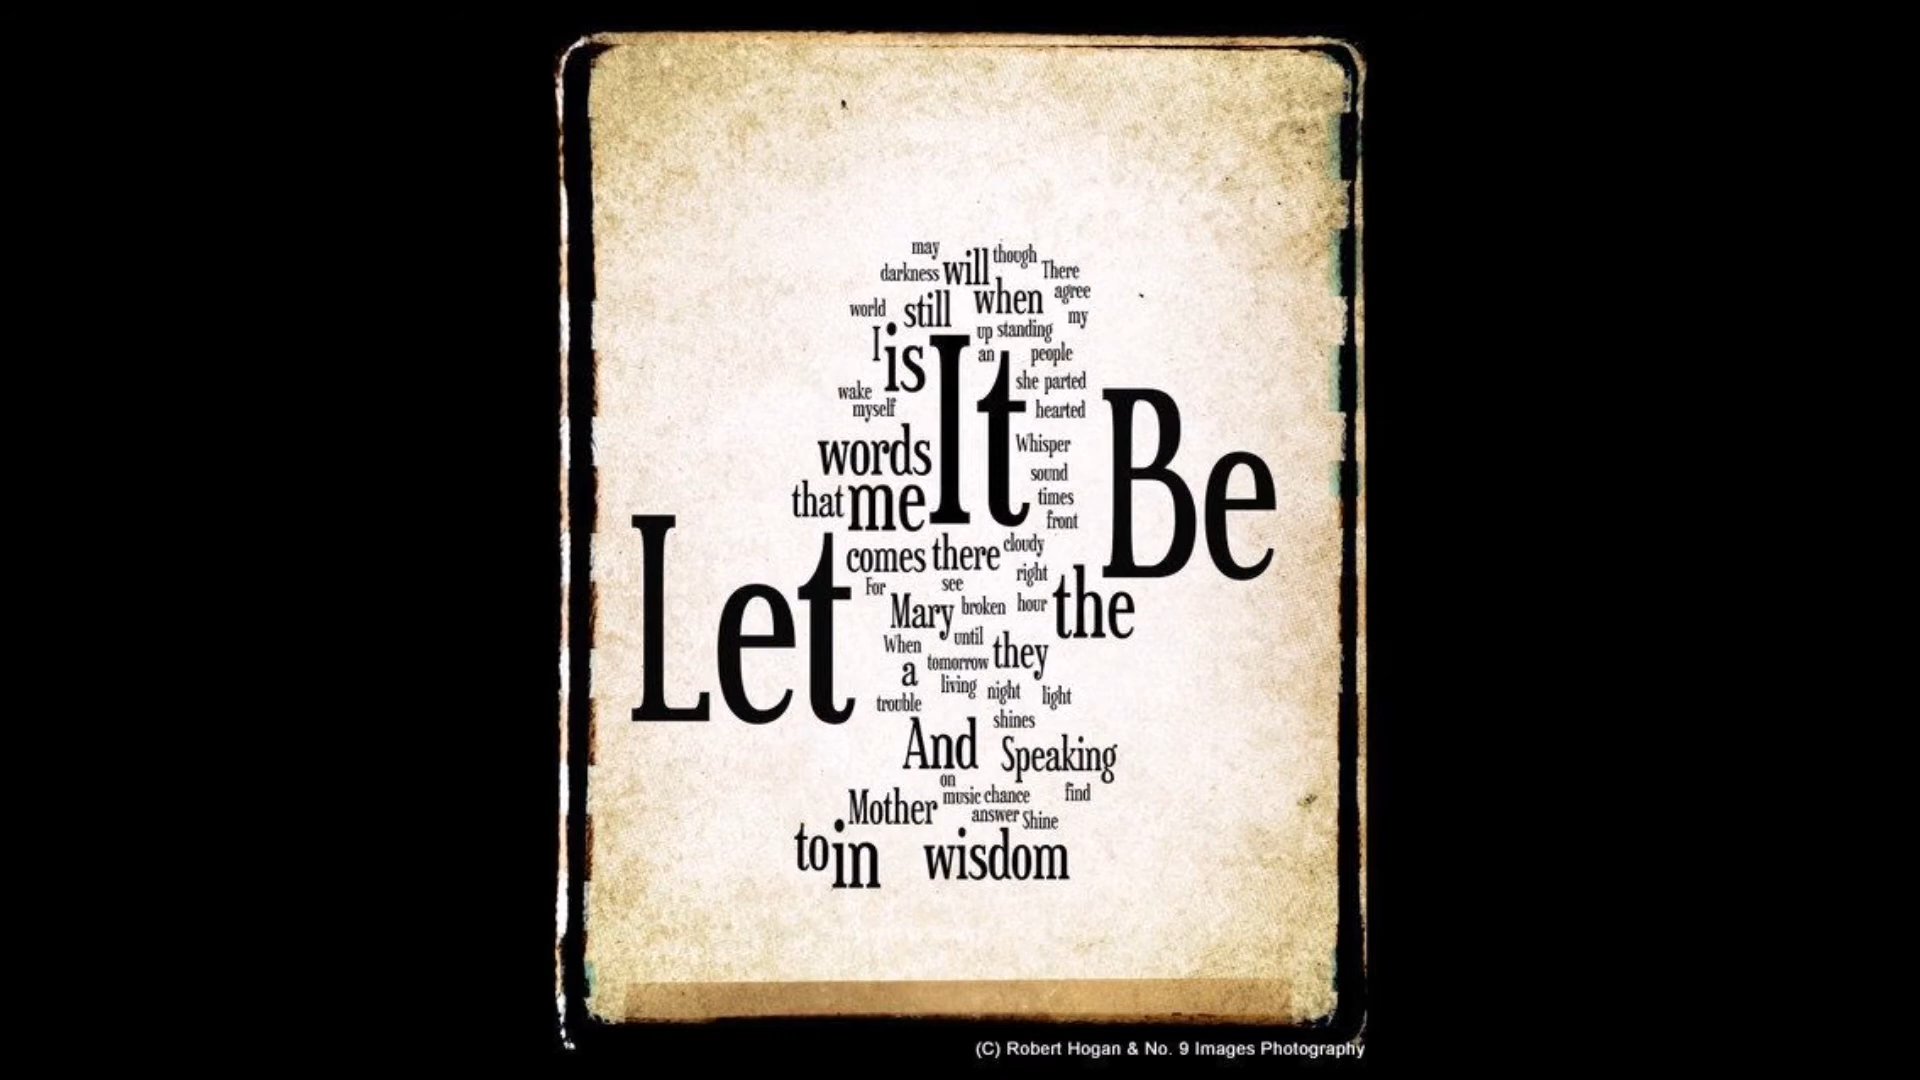 may
though
darkness will There
world still when agree
my
I is up standing
It an people
wake she parted
myself hearted
words Whisper Be
sound
that me times
front
Let comes there cloudy
For see right
Mary broken hour the
When until
a tomorrow they
living night light
trouble
shines
And Speaking
on
Mother music chance find
answer Shine
to in wisdom
(C) Robert Hogan & No. 9 Images Photography